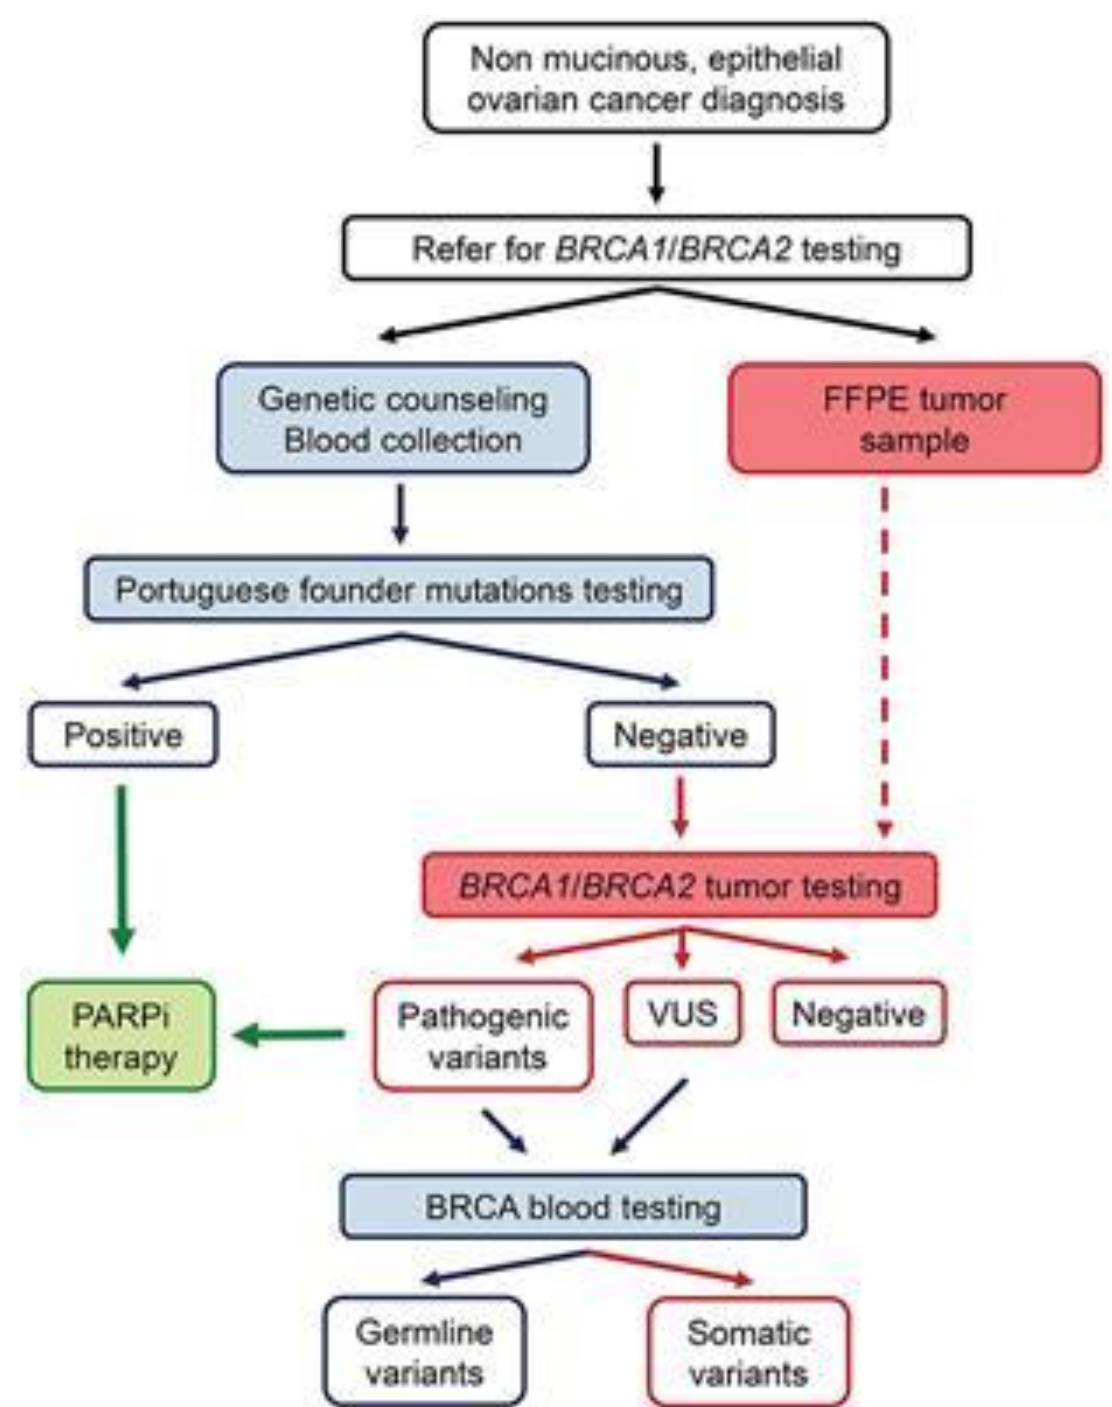 Non mucinous, epithelial
ovarian cancer diagnosis
Refer for BRCA1/BRCA2 testing
Genetic counseling
Blood collection
FFPE tumor
sample
Portuguese founder mutations testing
Positive
Negative
BRCA1/BRCA2 tumor testing
PARPi
therapy
Pathogenic
variants
VUS
Negative
BRCA blood testing
Germline
variants
Somatic
variants